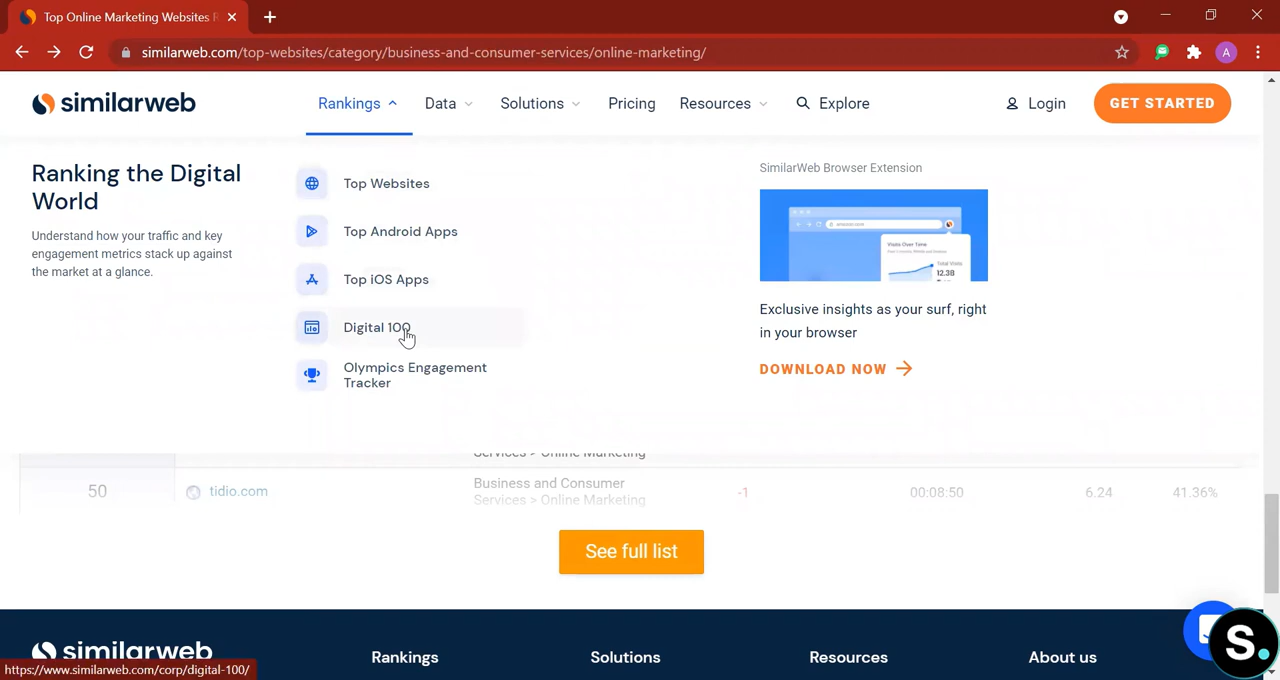 Top Online Marketing Websites R
similarweb.com/top-websites/category/business-and-consumer-services/online-marketing/
A
similarweb
Rankings
Data
Solutions
Pricing
Resources
Explore
Login
GET STARTED
Ranking the Digital
World
Understand how your traffic and key
engagement metrics stack up against
the market at a glance.
Top Websites
Top Android Apps
Top iOS Apps
Digital 100
Olympics Engagement
Tracker
SimilarWeb Browser Extension
Visits Over Time
Total Visits
12.38
Exclusive insights as your surf, right
in your browser
DOWNLOAD NOW
Services > Online Marketing
50
tidio.com
Business and Consumer
Services > Online Marketing
-1
00:08:50
6.24
41.36%
See full list
similarweb
Rankings
Solutions
Resources
About us
https://www.similarweb.com/corp/digital-100/
S.